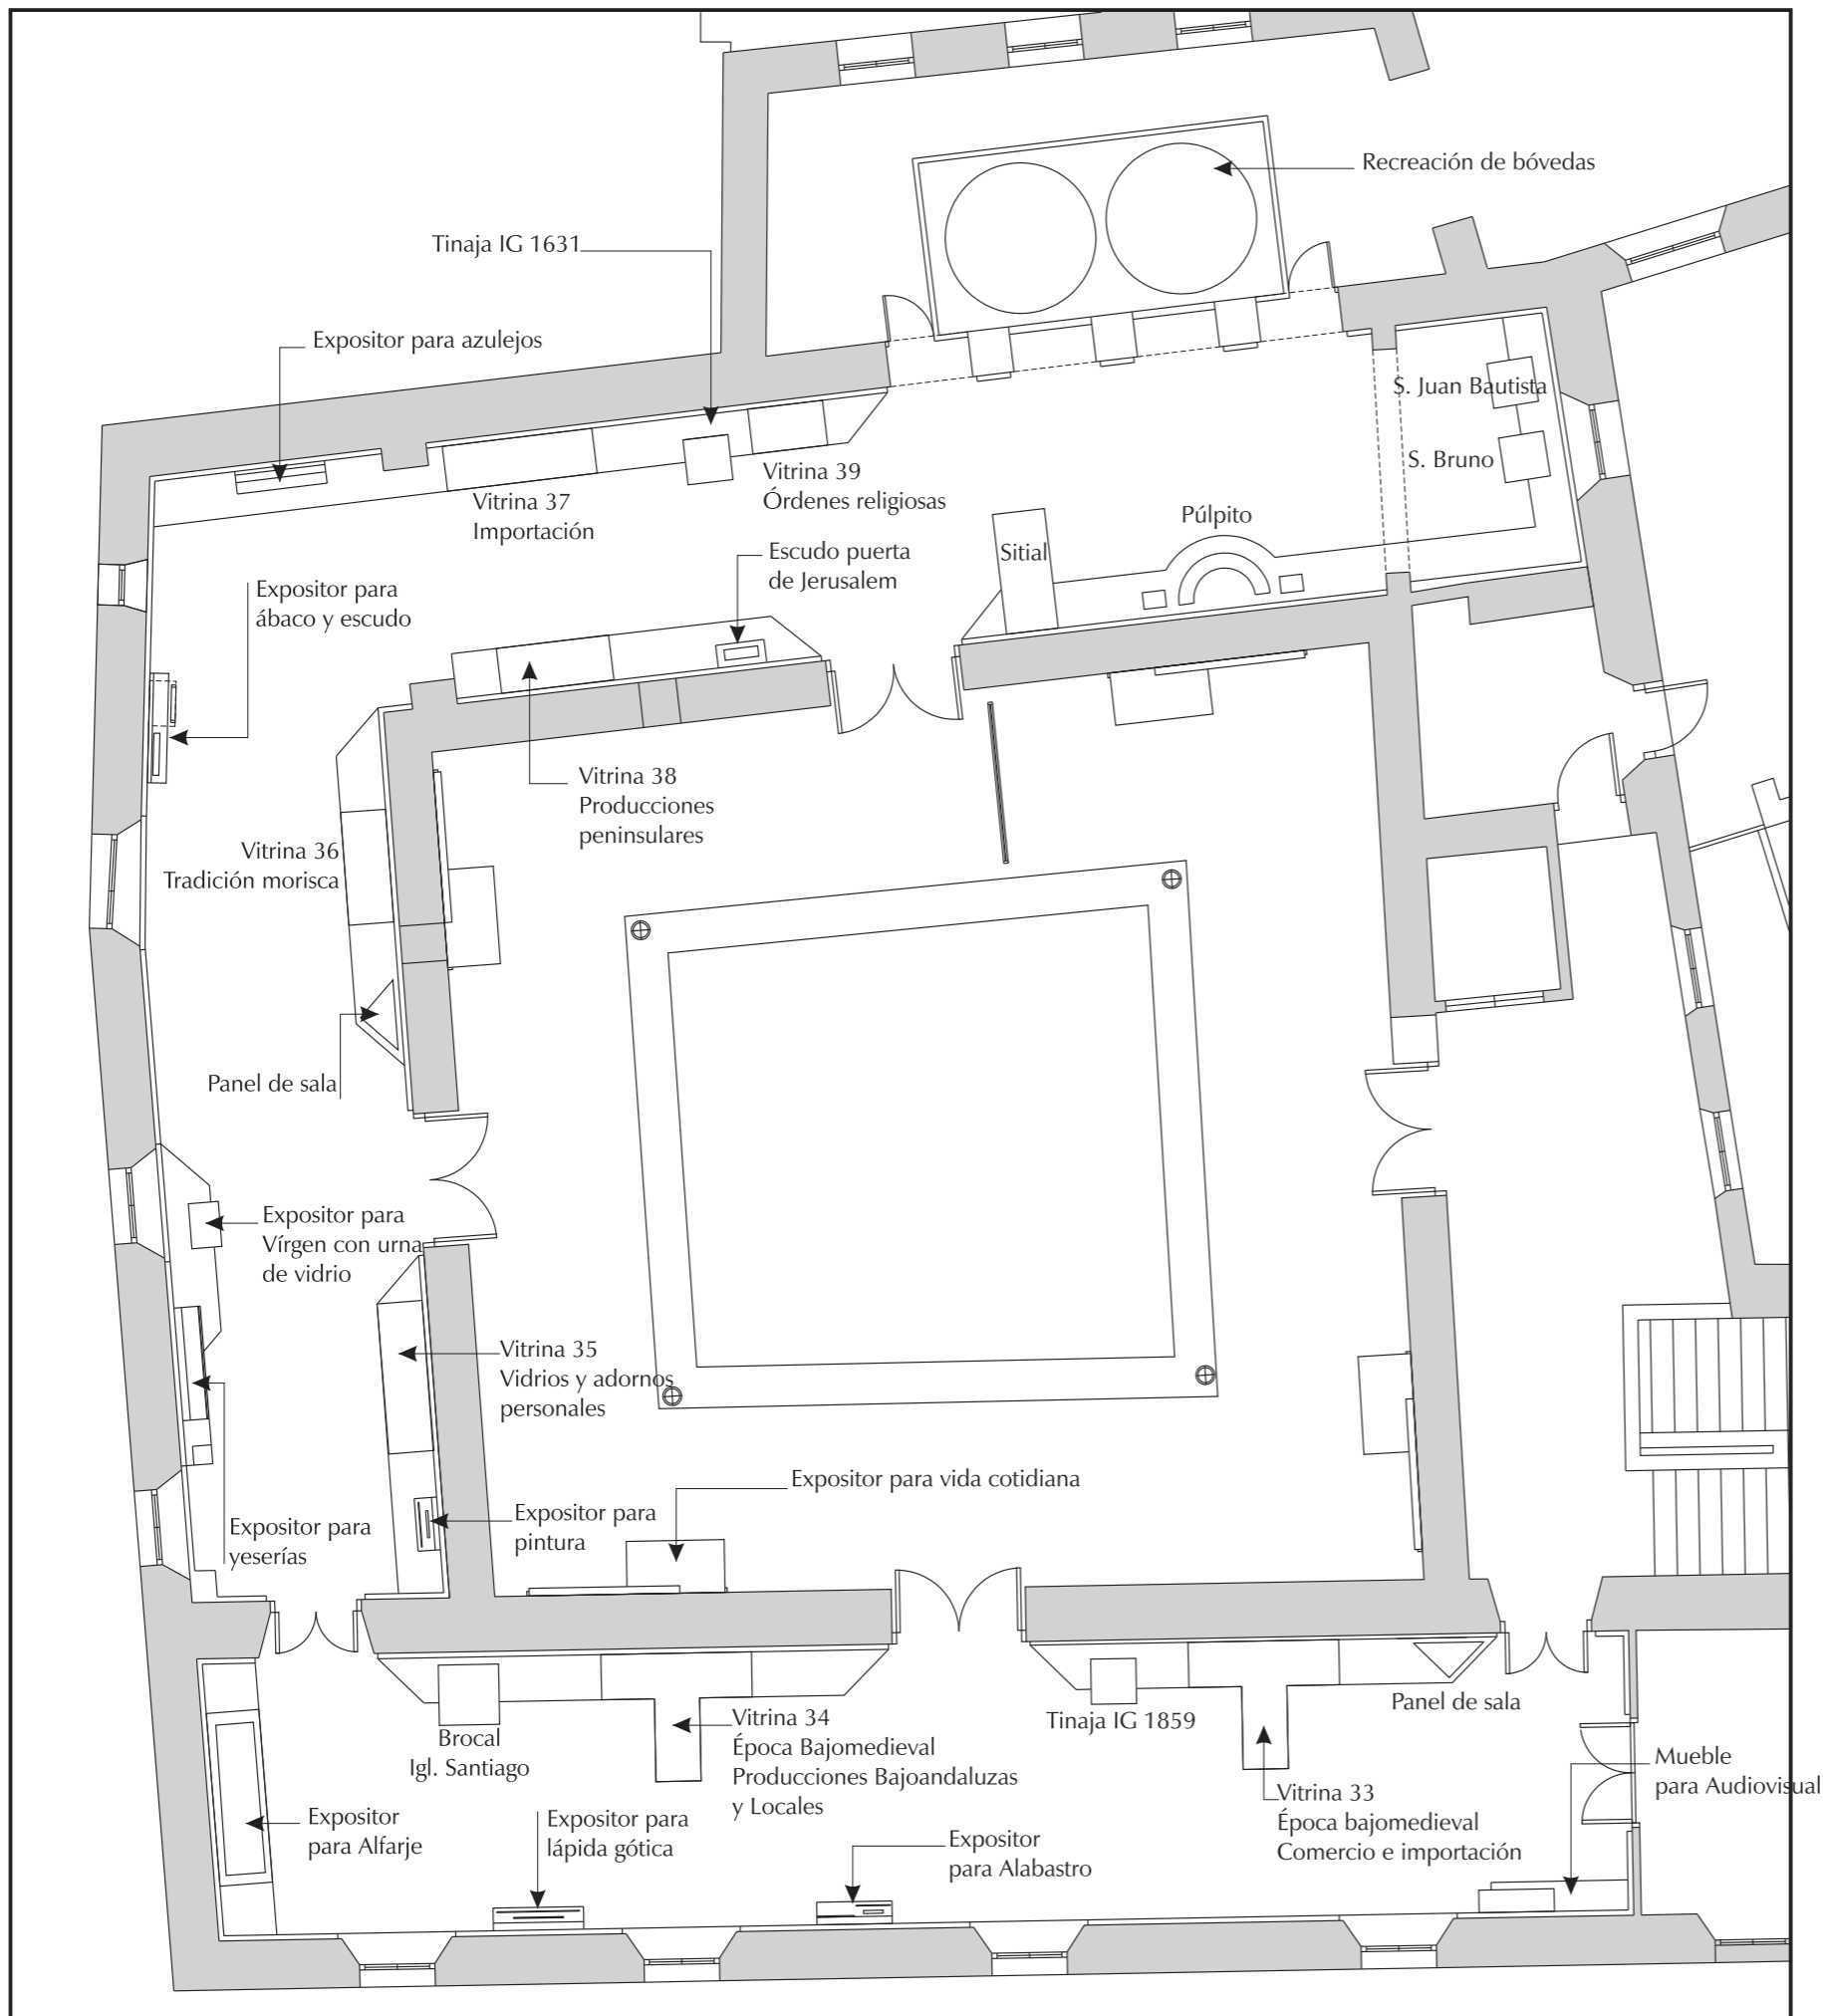 Recreación de bóvedas
Tinaja IG 1631
Expositor para azulejos
S. Juan Bautista
S. Bruno
Vitrina 39
Órdenes religiosas
Vitrina 37
Importación
Púlpito
Sitial
Escudo puerta
de Jerusalem
Expositor para
ábaco y escudo
Vitrina 38
Producciones
peninsulares
Vitrina 36
Tradición morisca
Panel de sala
Expositor para
Vírgen con urna
de vidrio
Vitrina 35
Vidrios y adornos
personales
Expositor para vida cotidiana
Expositor para
pintura
Expositor para
yeserías
Brocal
Igl. Santiago
Vitrina 34
Época Bajomedieval
Producciones Bajoandaluzas
y Locales
Tinaja IG 1859
Panel de sala
Mueble
para Audiovisual
Vitrina 33
Época bajomedieval
Comercio e importación
Expositor
para Alfarje
Expositor para
lápida gótica
Expositor
para Alabastro